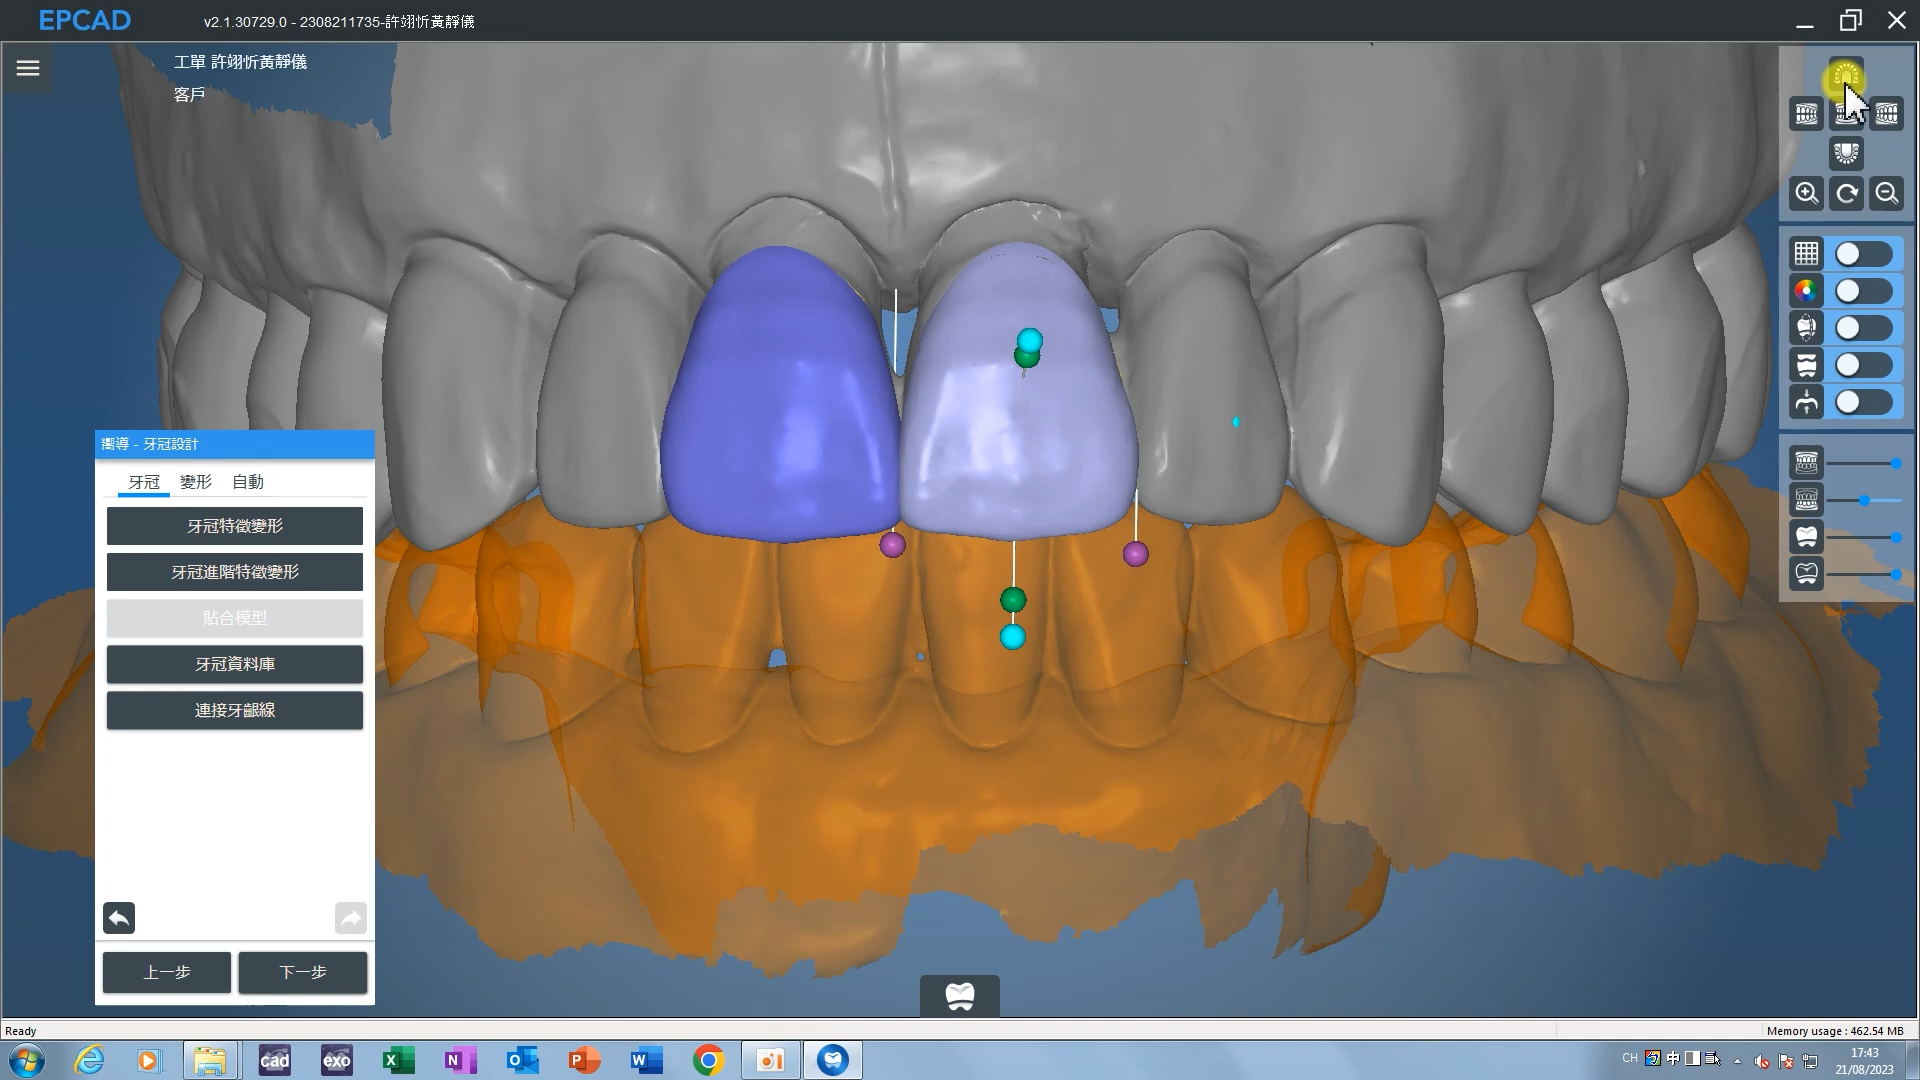 EPCAD
v2.1.30729.0 - 2308211735-許翊忻黃靜儀
工單 許翊忻黃靜儀
客戶
嚮導 - 牙冠設計
牙冠 變形 自動
牙冠特徵變形
牙冠進階特徵變形
貼合模型
牙冠資料庫
連接牙齦線
上一步 下一步
Ready
Memory usage : 462.54 MB
cad exo X N O P W
CH 中
17:43
21/08/2023